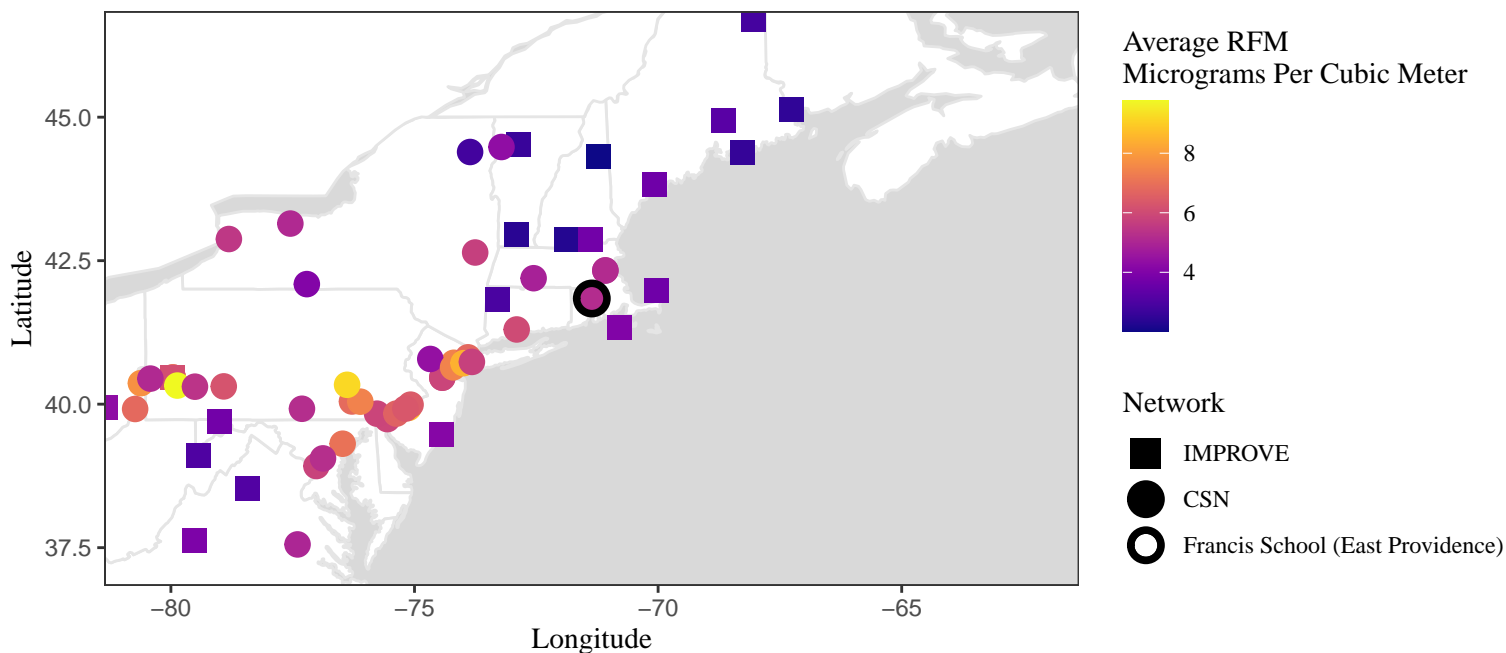 Average RFM
Micrograms Per Cubic Meter
8
6
4
Network
IMPROVE
CSN
Francis School (East Providence)
Latitude
45.0
42.5
40.0
37.5
−80
−75
−70
−65
Longitude